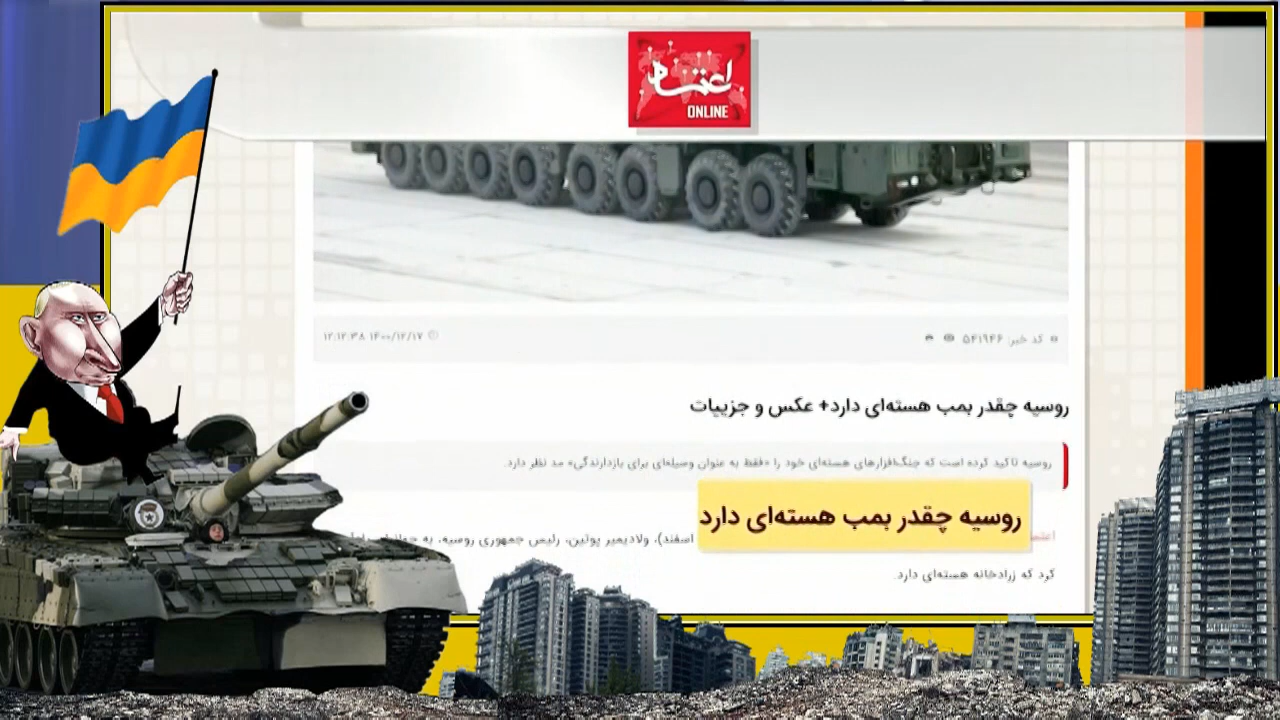 اعتماد
ONLINE
کد خبر: ۵۴۱۹۴۶
۱۴۰۰/۱۲/۱۷ ۱۲:۱۲:۳۸
روسیه چقدر بمب هسته‌ای دارد+ عکس و جزییات
روسیه تاکید کرده است که جنگ‌افزارهای هسته‌ای خود را «فقط به عنوان وسیله‌ای برای بازدارندگی» مد نظر دارد.
روسیه چقدر بمب هسته‌ای دارد
اسفند)، ولادیمیر پوتین، رئیس جمهوری روسیه، به
کرد که زرادخانه هسته‌ای دارد.